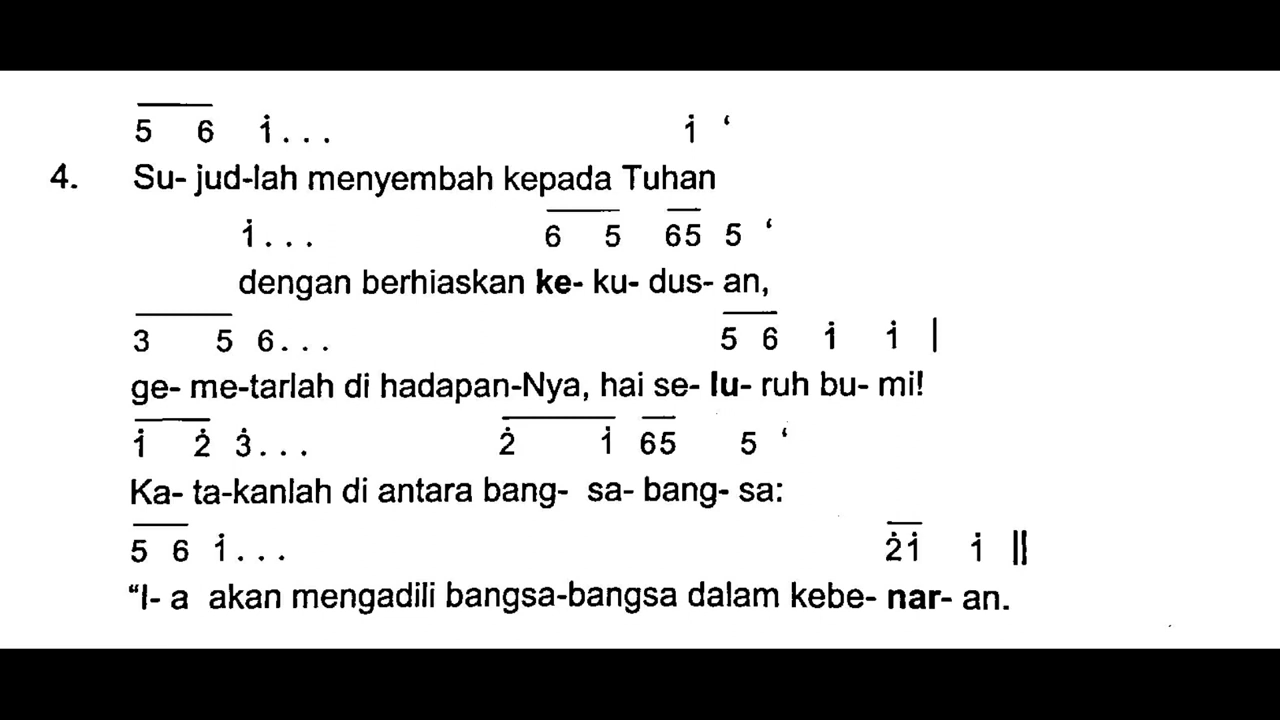 5 6 i̇ . . . i̇ ‘
4. Su- jud-lah menyembah kepada Tuhan
i̇ . . . 6 5 65 5 ‘
dengan berhiaskan ke- ku- dus- an,
3 5 6 . . . 5 6 i̇ i̇ |
ge- me-tarlah di hadapan-Nya, hai se- lu- ruh bu- mi!
i̇ 2̇ 3̇ . . . 2̇ i̇ 65 5 ‘
Ka- ta-kanlah di antara bang- sa- bang- sa:
5 6 i̇ . . . 2̇i̇ i̇ ||
“I- a akan mengadili bangsa-bangsa dalam kebe- nar- an.